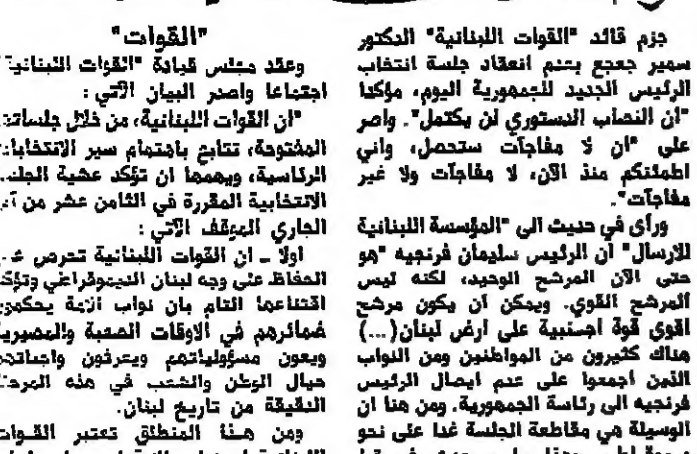 جزم قائد "القوات اللبنانية" الدكتور
سمير جعجع بعدم انعقاد جلسة انتخاب
الرئيس الجديد للجمهورية اليوم، مؤكدا
"ان النصاب الدستوري لن يكتمل". واصر
على "ان لا مفاجآت ستحصل، واني
اطمئنكم منذ الآن، لا مفاجآت ولا غير
مفاجآت".
ورأى في حديث الى "المؤسسة اللبنانية
للارسال" ان الرئيس سليمان فرنجيه "هو
حتى الآن المرشح الوحيد، لكنه ليس
المرشح القوي. ويمكن ان يكون مرشح
اقوى قوة اجنبية على ارض لبنان (...)
هناك كثيرون من المواطنين ومن النواب
الذين اجمعوا على عدم ايصال الرئيس
فرنجيه الى رئاسة الجمهورية. ومن هنا ان
الوسيلة هي مقاطعة الجلسة غدا على نحو
"القوات"
وعقد مجلس قيادة "القوات اللبنانية"
اجتماعا واصدر البيان الآتي:
"ان القوات اللبنانية، من خلال جلساتها
المفتوحة، تتابع باهتمام سير الانتخابات
الرئاسية، ويهمها ان تؤكد عشية الجلسة
الانتخابية المقررة في الثامن عشر من آب
الجاري الموقف الآتي:
اولا - ان القوات اللبنانية تحرص على
الحفاظ على وجه لبنان الديموقراطي وتؤكد
اقتناعها التام بان نواب الامة يحكمون
ضمائرهم في الاوقات الصعبة والمصيرية
ويعون مسؤولياتهم ويعرفون واجباتهم
حيال الوطن والشعب في هذه المرحلة
الدقيقة من تاريخ لبنان.
ومن هذا المنطلق تعتبر القوات